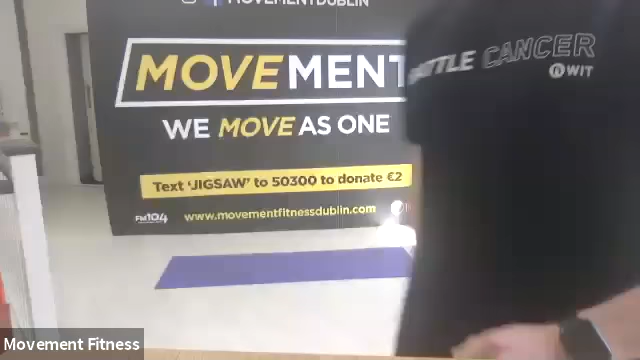 MOVEMENTDUBLIN
MOVEMENT
WE MOVE AS ONE
Text 'JIGSAW' to 50300 to donate €2
FM104
www.movementfitnessdublin.com
BATTLE CANCER
WIT
Movement Fitness